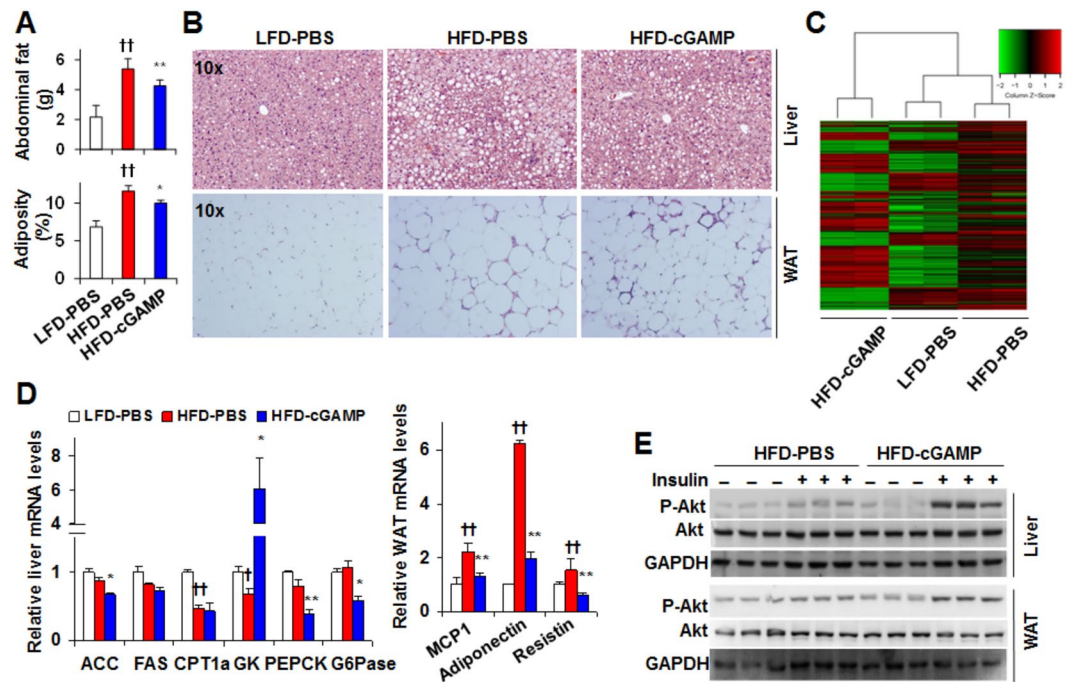 A
Abdominal fat
(g)
6
4
2
0
††
**
Adiposity
(%)
10
5
0
††
*
LFD-PBS
HFD-PBS
HFD-cGAMP
B
LFD-PBS HFD-PBS HFD-cGAMP
10x
Liver
10x
WAT
C
-2 -1 0 1 2
Column Z-Score
HFD-cGAMP
LFD-PBS
HFD-PBS
D
LFD-PBS HFD-PBS HFD-cGAMP
Relative liver mRNA levels
8
6
4
2
1
0
*
††
†
*
**
*
ACC FAS CPT1a GK PEPCK G6Pase
Relative WAT mRNA levels
6
4
2
0
††
**
††
**
††
**
MCP1
Adiponectin
Resistin
E
HFD-PBS HFD-cGAMP
Insulin – – – + + + – – – + + +
P-Akt
Akt
GAPDH
Liver
P-Akt
Akt
GAPDH
WAT